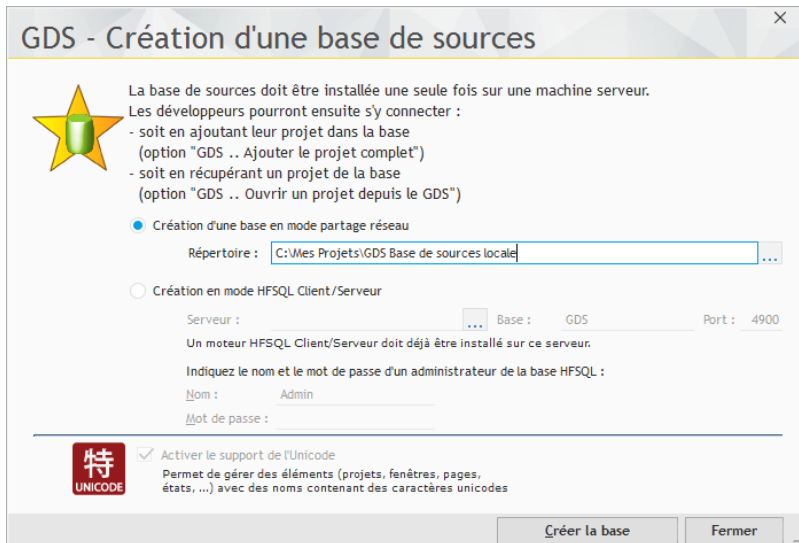 GDS - Création d'une base de sources
La base de sources doit être installée une seule fois sur une machine serveur.
Les développeurs pourront ensuite s'y connecter :
- soit en ajoutant leur projet dans la base
(option "GDS .. Ajouter le projet complet")
- soit en récupérant un projet de la base
(option "GDS .. Ouvrir un projet depuis le GDS")
Création d'une base en mode partage réseau
Répertoire : C:\Mes Projets\GDS Base de sources locale ...
Création en mode HFSQL Client/Serveur
Serveur : ... Base : GDS Port : 4900
Un moteur HFSQL Client/Serveur doit déjà être installé sur ce serveur.
Indiquez le nom et le mot de passe d'un administrateur de la base HFSQL :
Nom : Admin
Mot de passe :
特
UNICODE
Activer le support de l'Unicode
Permet de gérer des éléments (projets, fenêtres, pages,
états, ...) avec des noms contenant des caractères unicodes
Créer la base Fermer